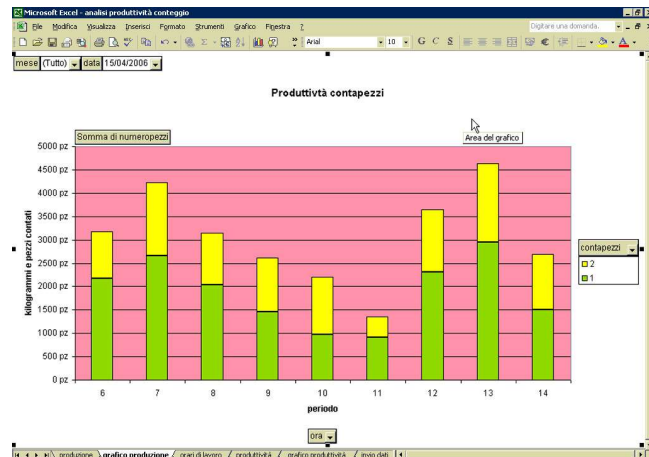 Microsoft Excel - analisi produttività conteggio
File Modifica Visualizza Inserisci Formato Strumenti Grafico Finestra ?
Digitare una domanda.
Arial 10 G C S
mese (Tutto) data 15/04/2006
Produttivtà contapezzi
Area del grafico
Somma di numeropezzi
5000 pz
4500 pz
4000 pz
3500 pz
3000 pz
2500 pz
2000 pz
1500 pz
1000 pz
500 pz
0 pz
kilogrammi e pezzi contati
contapezzi
2
1
6 7 8 9 10 11 12 13 14
periodo
ora
produzione grafico produzione orari di lavoro produttività grafico produttività invio dati